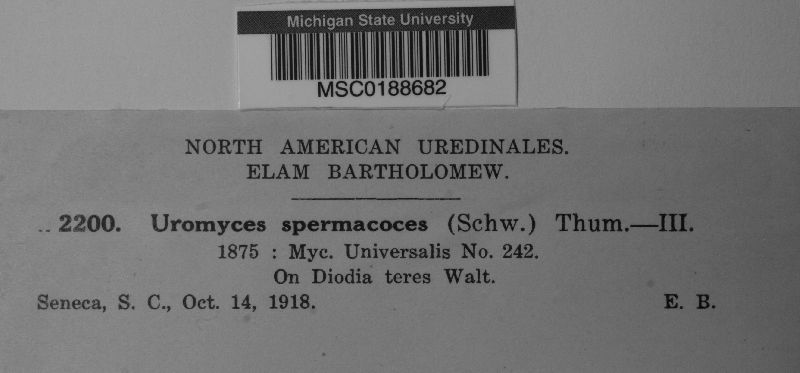 Michigan State University
MSC0188682
NORTH AMERICAN UREDINALES.
ELAM BARTHOLOMEW.
2200. Uromyces spermacoces (Schw.) Thum.—III.
1875 : Myc. Universalis No. 242.
On Diodia teres Walt.
Seneca, S. C., Oct. 14, 1918. E. B.